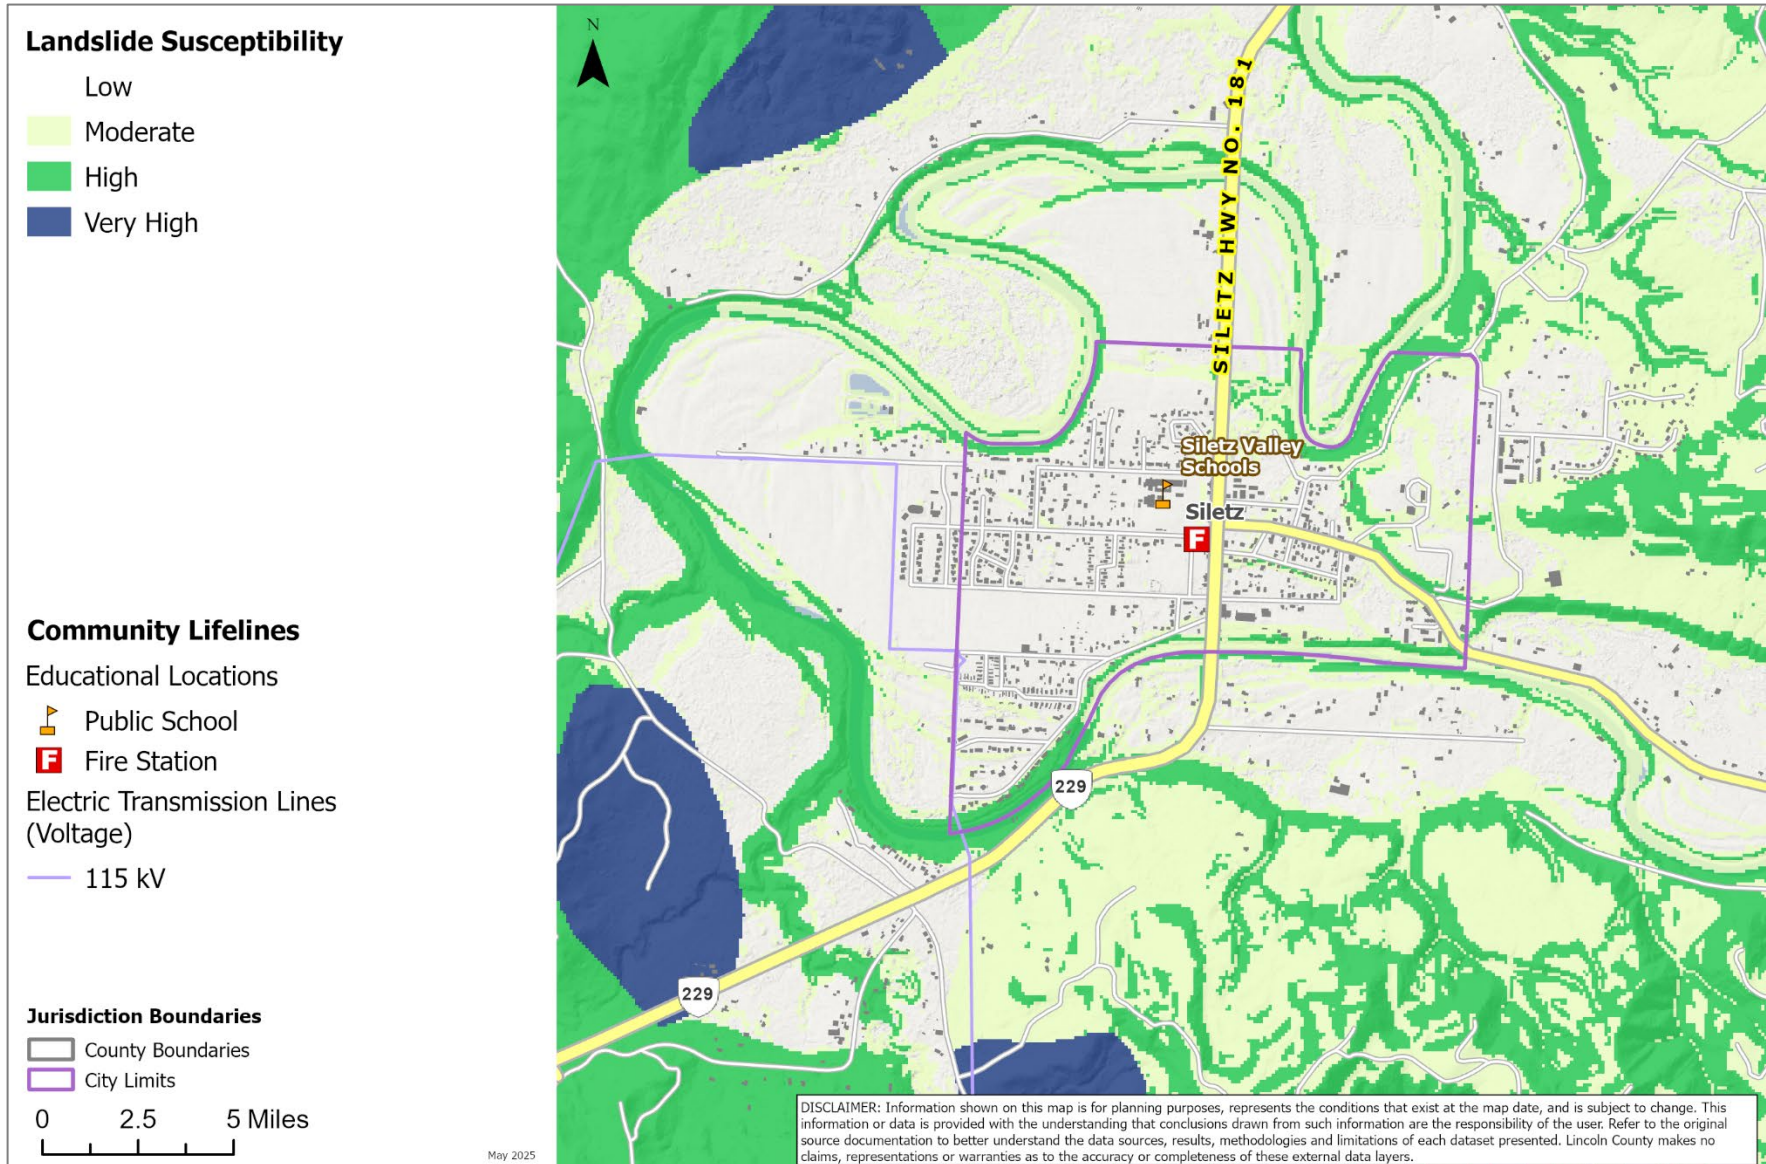 Landslide Susceptibility
Low
Moderate
High
Very High
Community Lifelines
Educational Locations
Public School
F Fire Station
Electric Transmission Lines
(Voltage)
115 kV
Jurisdiction Boundaries
County Boundaries
City Limits
0 2.5 5 Miles
May 2025
N
SILETZ HWY NO. 181
Siletz Valley
Schools
Siletz
F
229
229
DISCLAIMER: Information shown on this map is for planning purposes, represents the conditions that exist at the map date, and is subject to change. This
information or data is provided with the understanding that conclusions drawn from such information are the responsibility of the user. Refer to the original
source documentation to better understand the data sources, results, methodologies and limitations of each dataset presented. Lincoln County makes no
claims, representations or warranties as to the accuracy or completeness of these external data layers.